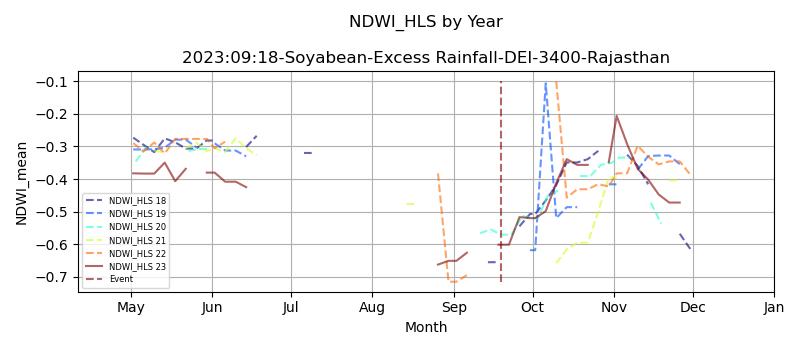 NDWI_HLS by Year
2023:09:18-Soyabean-Excess Rainfall-DEI-3400-Rajasthan
NDWI_mean
−0.1
−0.2
−0.3
−0.4
−0.5
−0.6
−0.7
NDWI_HLS 18
NDWI_HLS 19
NDWI_HLS 20
NDWI_HLS 21
NDWI_HLS 22
NDWI_HLS 23
Event
May Jun Jul Aug Sep Oct Nov Dec Jan
Month